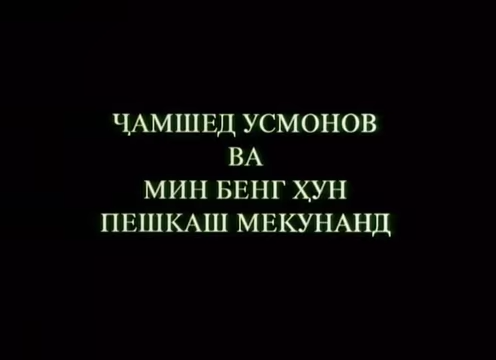 ҶАМШЕД УСМОНОВ
ВА
МИН БЕНГ ҲУН
ПЕШКАШ МЕКУНАНД